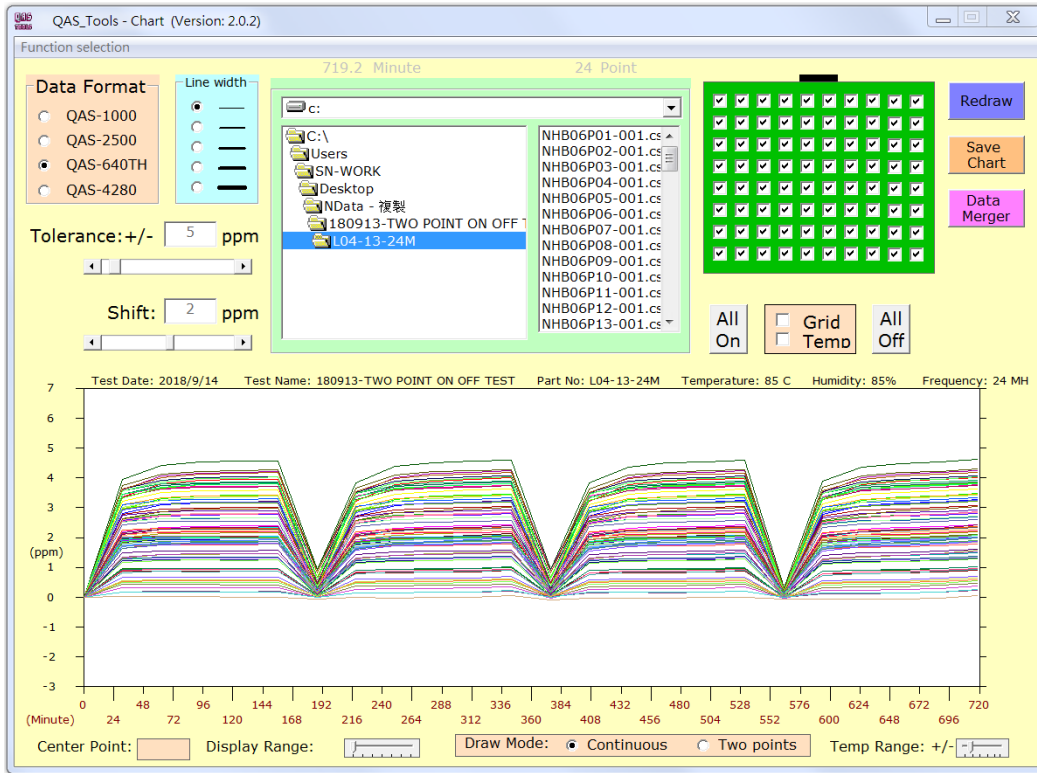 QAS TOOLS QAS_Tools - Chart (Version: 2.0.2)
Function selection
719.2 Minute 24 Point
Data Format
QAS-1000
QAS-2500
QAS-640TH
QAS-4280
Line width
c:
C:\
Users
SN-WORK
Desktop
NData - 複製
180913-TWO POINT ON OFF T
L04-13-24M
NHB06P01-001.cs
NHB06P02-001.cs
NHB06P03-001.cs
NHB06P04-001.cs
NHB06P05-001.cs
NHB06P06-001.cs
NHB06P07-001.cs
NHB06P08-001.cs
NHB06P09-001.cs
NHB06P10-001.cs
NHB06P11-001.cs
NHB06P12-001.cs
NHB06P13-001.cs
Redraw
Save
Chart
Data
Merger
Tolerance:+/- 5 ppm
Shift: 2 ppm
All
On
Grid
Temp
All
Off
Test Date: 2018/9/14 Test Name: 180913-TWO POINT ON OFF TEST Part No: L04-13-24M Temperature: 85 C Humidity: 85% Frequency: 24 MH
7
6
5
4
3
2
(ppm)
1
0
-1
-2
-3
0 48 96 144 192 240 288 336 384 432 480 528 576 624 672 720
(Minute) 24 72 120 168 216 264 312 360 408 456 504 552 600 648 696
Center Point: Display Range: Draw Mode: Continuous Two points Temp Range: +/-